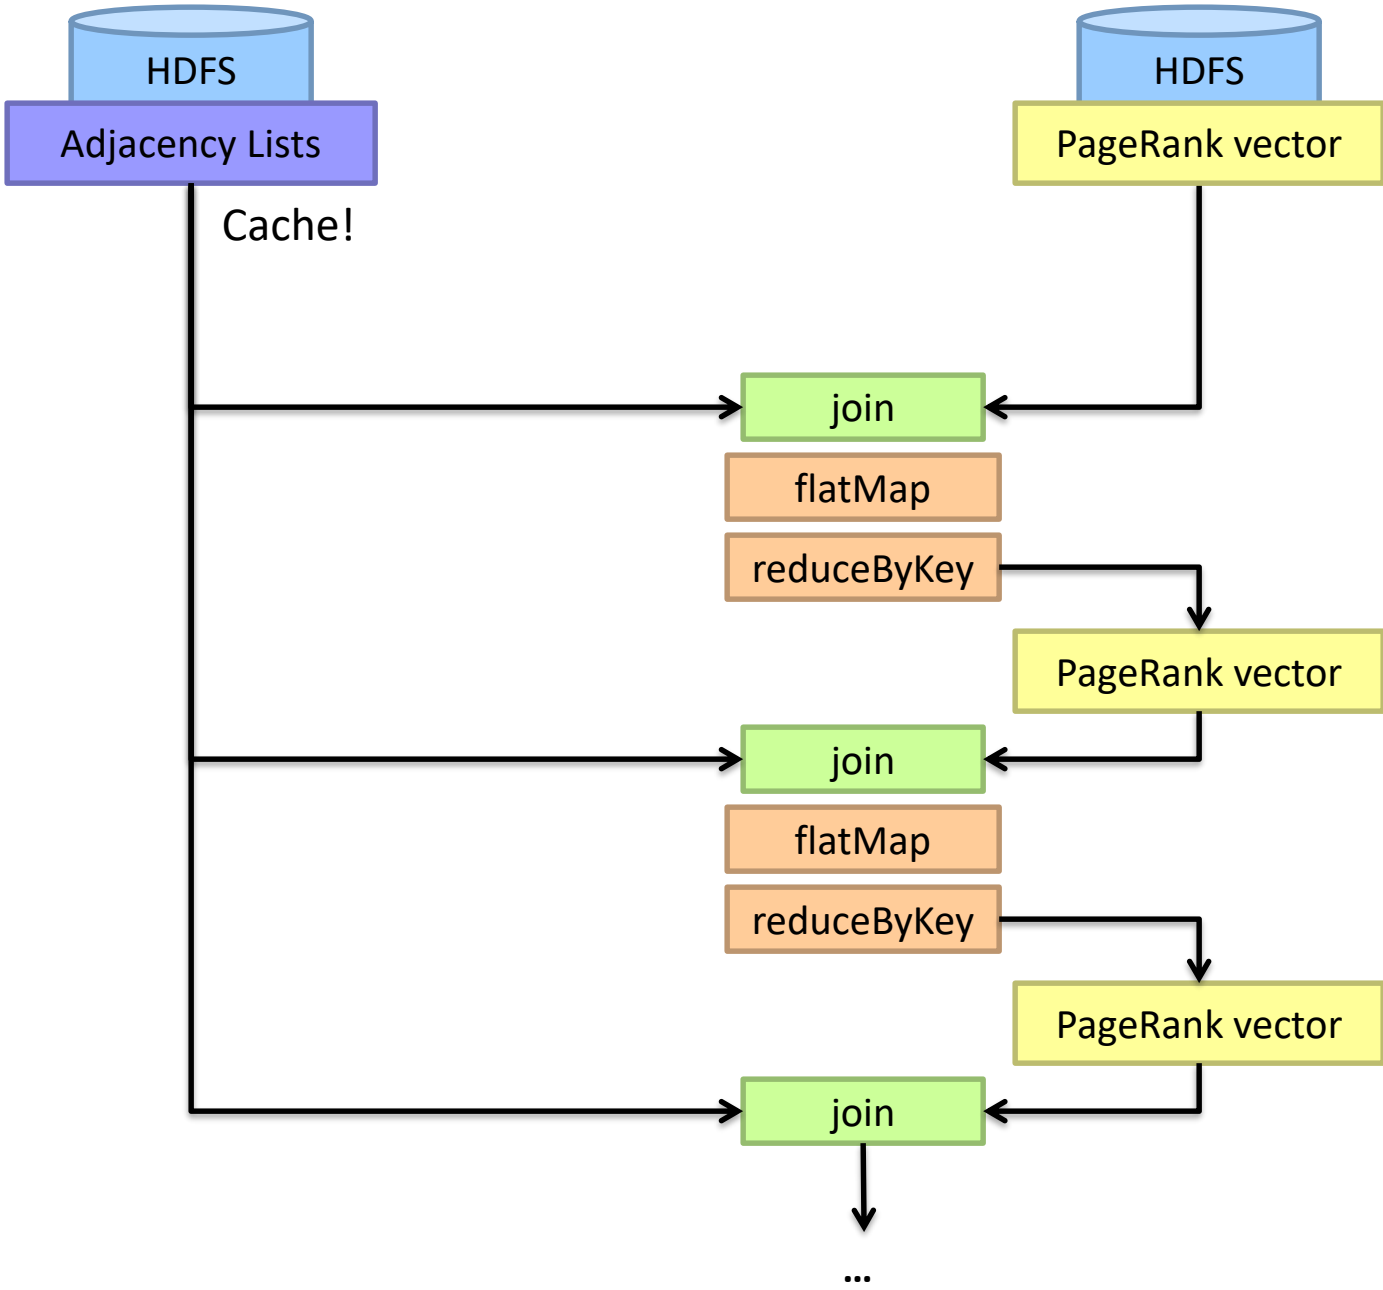 HDFS
HDFS
Adjacency Lists
PageRank vector
Cache!
join
flatMap
reduceByKey
PageRank vector
join
flatMap
reduceByKey
PageRank vector
join
...